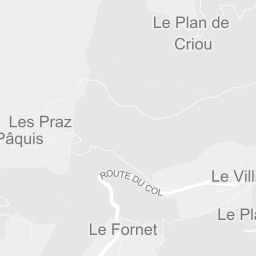 Le Plan de
Criou
Les Praz
Pâquis
ROUTE DU COL
Le Vill
Le Pla
Le Fornet